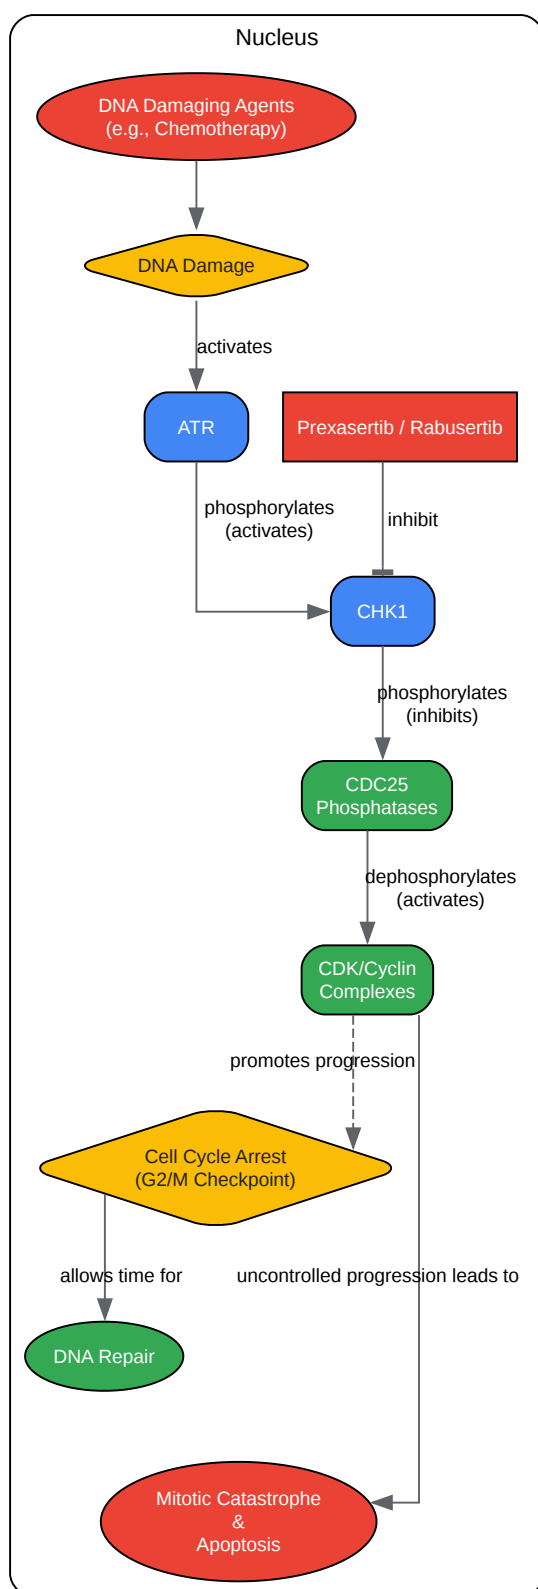 Nucleus
DNA Damaging Agents
(e.g., Chemotherapy)
DNA Damage
activates
ATR
Prexasertib / Rabusertib
phosphorylates
(activates)
inhibit
CHK1
phosphorylates
(inhibits)
CDC25
Phosphatases
dephosphorylates
(activates)
CDK/Cyclin
Complexes
promotes progression
Cell Cycle Arrest
(G2/M Checkpoint)
allows time for
uncontrolled progression leads to
DNA Repair
Mitotic Catastrophe
&
Apoptosis